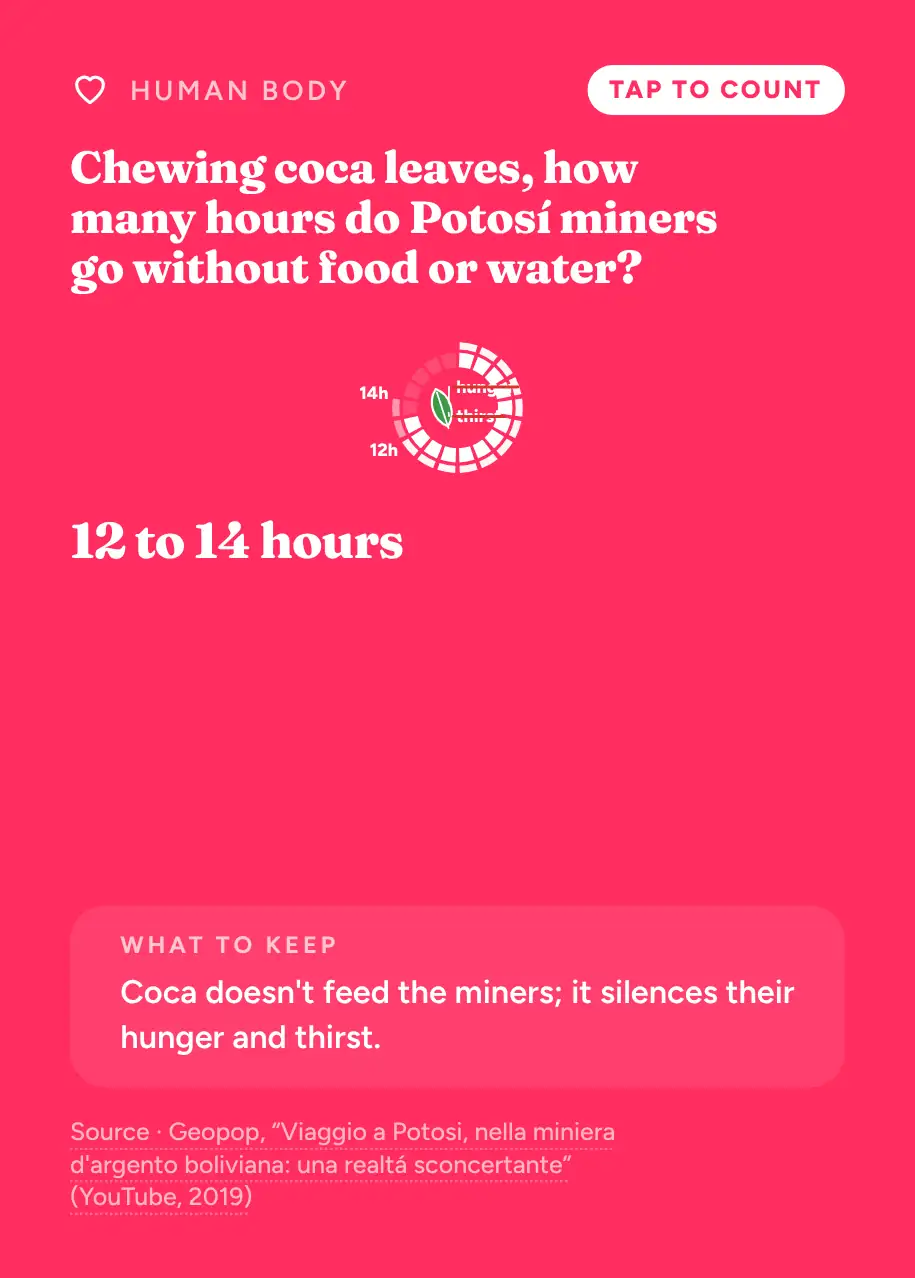 HUMAN BODY
TAP TO COUNT
Chewing coca leaves, how
many hours do Potosí miners
go without food or water?
14h
12h
12 to 14 hours
WHAT TO KEEP
Coca doesn't feed the miners; it silences their
hunger and thirst.
Source · Geopop, “Viaggio a Potosi, nella miniera
d'argento boliviana: una realtá sconcertante”
(YouTube, 2019)